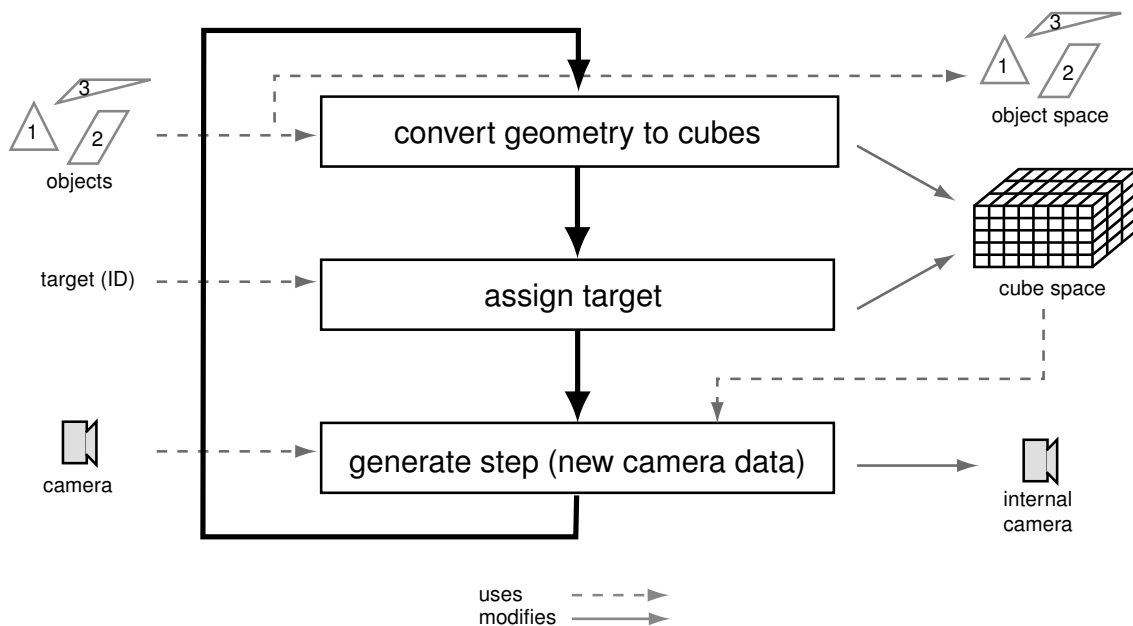 3
1
2
objects
3
1
2
object space
convert geometry to cubes
target (ID)
assign target
cube space
camera
generate step (new camera data)
internal
camera
uses
modifies